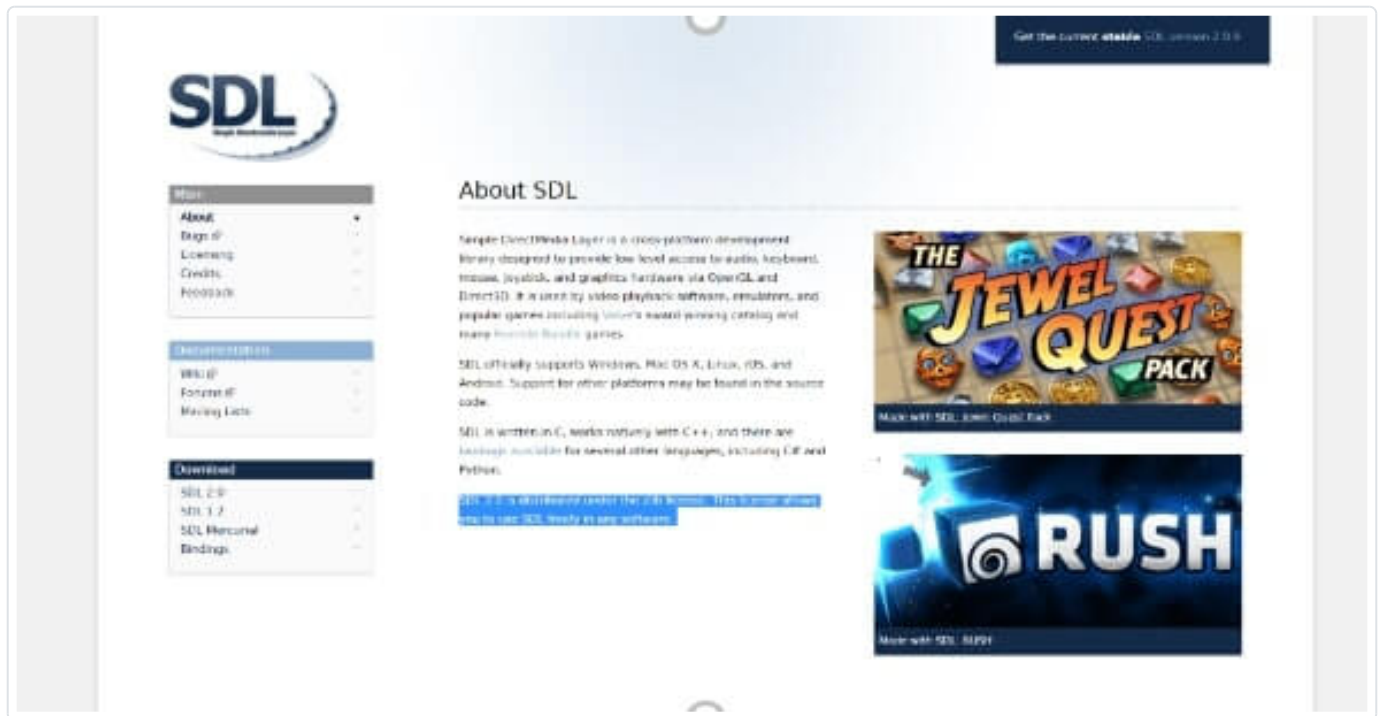 Get the current stable SDL version 2.0.
SDL
Simple DirectMedia Layer
Main
About
Bugs
Licensing
Credits
Feedback
Documentation
Wiki
Forums
Mailing Lists
Download
SDL 2.0
SDL 1.2
SDL Mercurial
Bindings
About SDL
Simple DirectMedia Layer is a cross-platform development
library designed to provide low level access to audio, keyboard,
mouse, joystick, and graphics hardware via OpenGL and
Direct3D. It is used by video playback software, emulators, and
popular games including Valve's award winning catalog and
many Humble Bundle games.
SDL officially supports Windows, Mac OS X, Linux, iOS, and
Android. Support for other platforms may be found in the source
code.
SDL is written in C, works natively with C++, and there are
bindings available for several other languages, including C# and
Python.
SDL 2.0 is distributed under the zlib license. This license allows
you to use SDL freely in any software.
THE
JEWEL
QUEST
PACK
Made with SDL: Jewel Quest Pack
RUSH
Made with SDL: RUSH